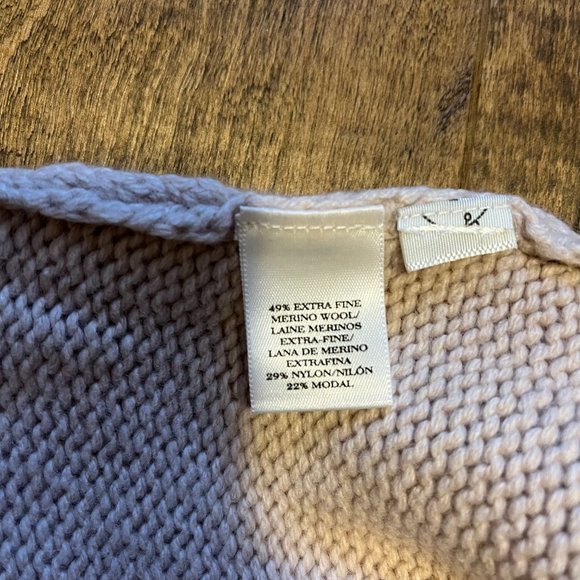 49% EXTRA FINE
MERINO WOOL/
LAINE MERINOS
EXTRA-FINE/
LANA DE MERINO
EXTRAFINA
29% NYLON/NILÓN
22% MODAL